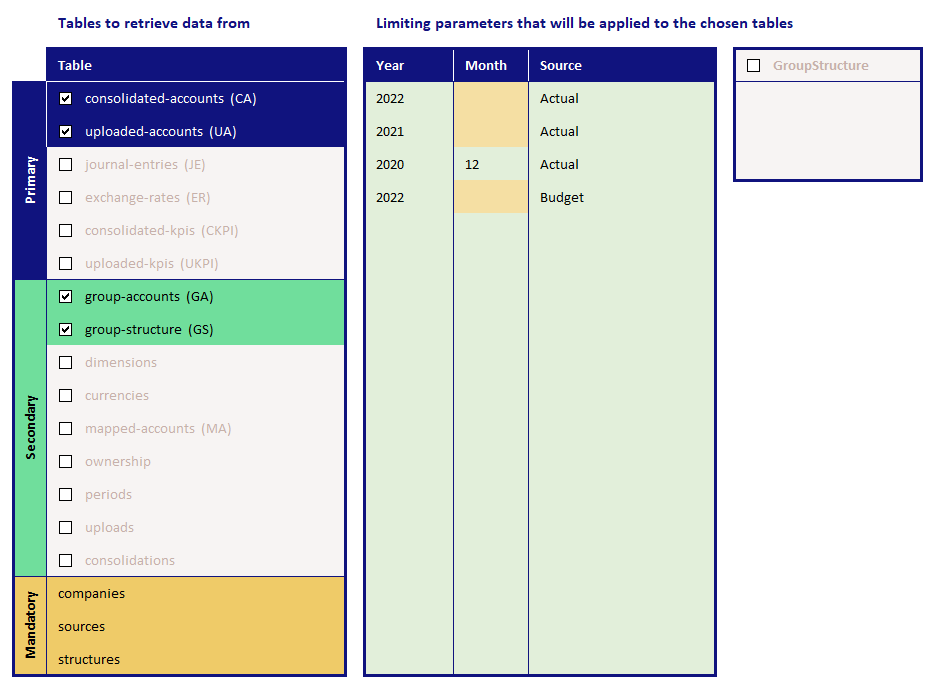 Tables to retrieve data from
Limiting parameters that will be applied to the chosen tables
Table
Primary
consolidated-accounts (CA)
uploaded-accounts (UA)
journal-entries (JE)
exchange-rates (ER)
consolidated-kpis (CKPI)
uploaded-kpis (UKPI)
Secondary
group-accounts (GA)
group-structure (GS)
dimensions
currencies
mapped-accounts (MA)
ownership
periods
uploads
consolidations
Mandatory
companies
sources
structures
Year Month Source
2022 Actual
2021 Actual
2020 12 Actual
2022 Budget
GroupStructure